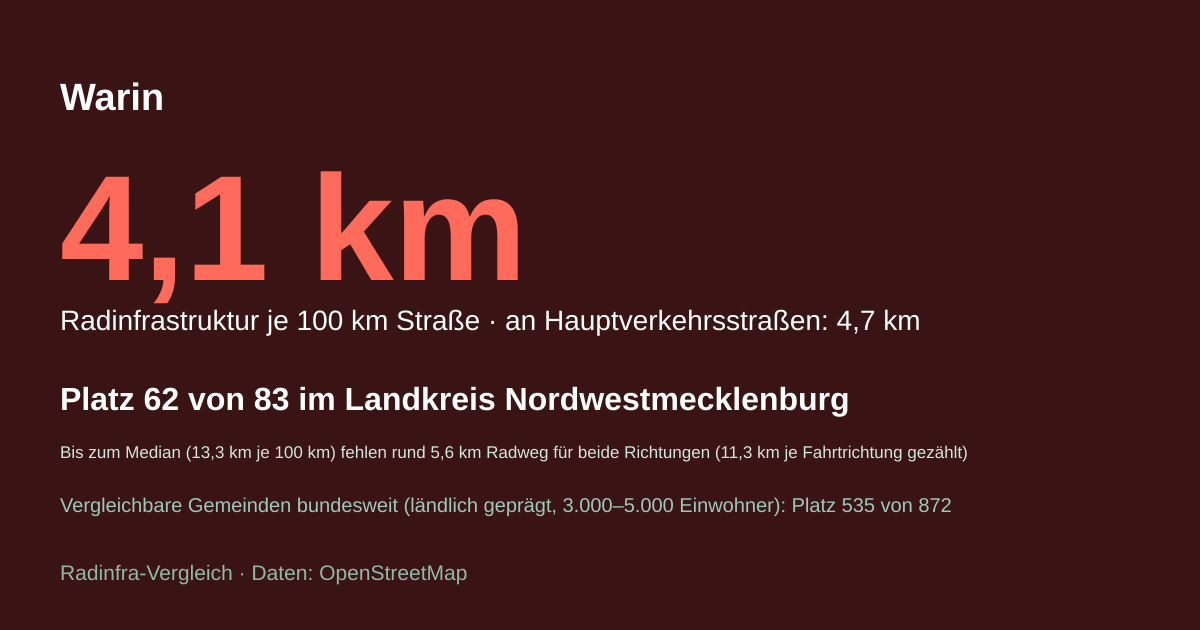 Warin
4,1 km
Radinfrastruktur je 100 km Straße · an Hauptverkehrsstraßen: 4,7 km
Platz 62 von 83 im Landkreis Nordwestmecklenburg
Bis zum Median (13,3 km je 100 km) fehlen rund 5,6 km Radweg für beide Richtungen (11,3 km je Fahrtrichtung gezählt)
Vergleichbare Gemeinden bundesweit (ländlich geprägt, 3.000–5.000 Einwohner): Platz 535 von 872
Radinfra-Vergleich · Daten: OpenStreetMap